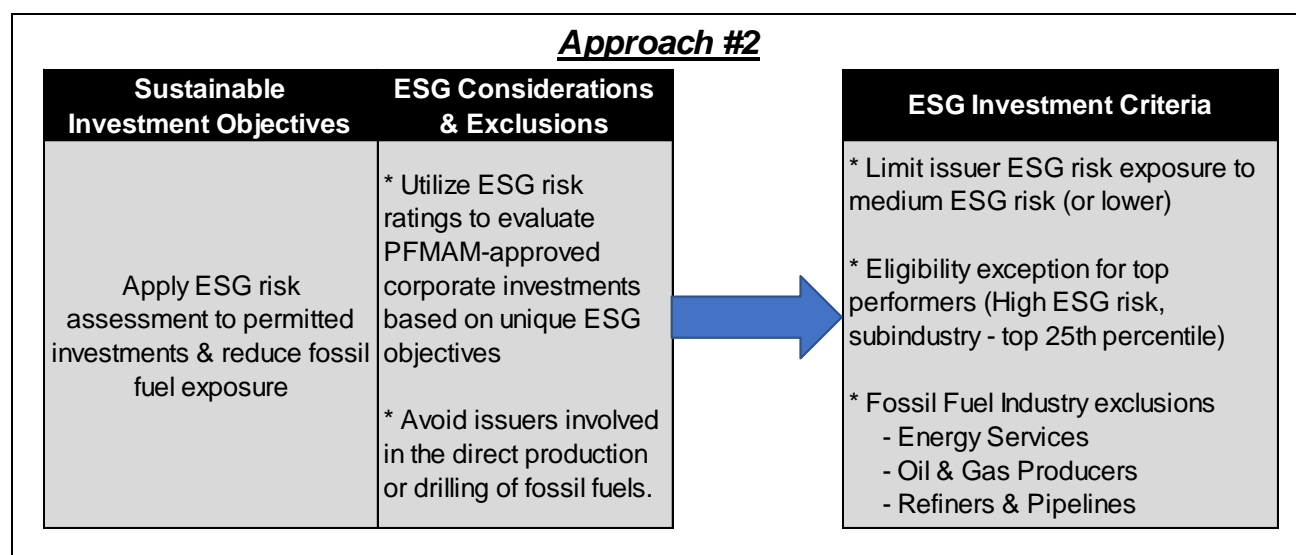 Approach #2
Sustainable
Investment Objectives
Apply ESG risk
assessment to permitted
investments & reduce fossil
fuel exposure
ESG Considerations
& Exclusions
* Utilize ESG risk
ratings to evaluate
PFMAM-approved
corporate investments
based on unique ESG
objectives
* Avoid issuers involved
in the direct production
or drilling of fossil fuels.
ESG Investment Criteria
* Limit issuer ESG risk exposure to
medium ESG risk (or lower)
* Eligibility exception for top
performers (High ESG risk,
subindustry - top 25th percentile)
* Fossil Fuel Industry exclusions
- Energy Services
- Oil & Gas Producers
- Refiners & Pipelines